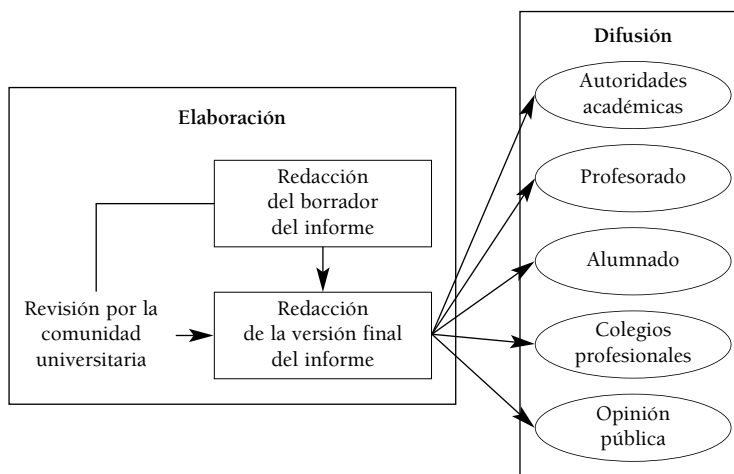 Elaboración
Redacción
del borrador
del informe
Revisión por la
comunidad
universitaria
Redacción
de la versión final
del informe
Difusión
Autoridades
académicas
Profesorado
Alumnado
Colegios
profesionales
Opinión
pública